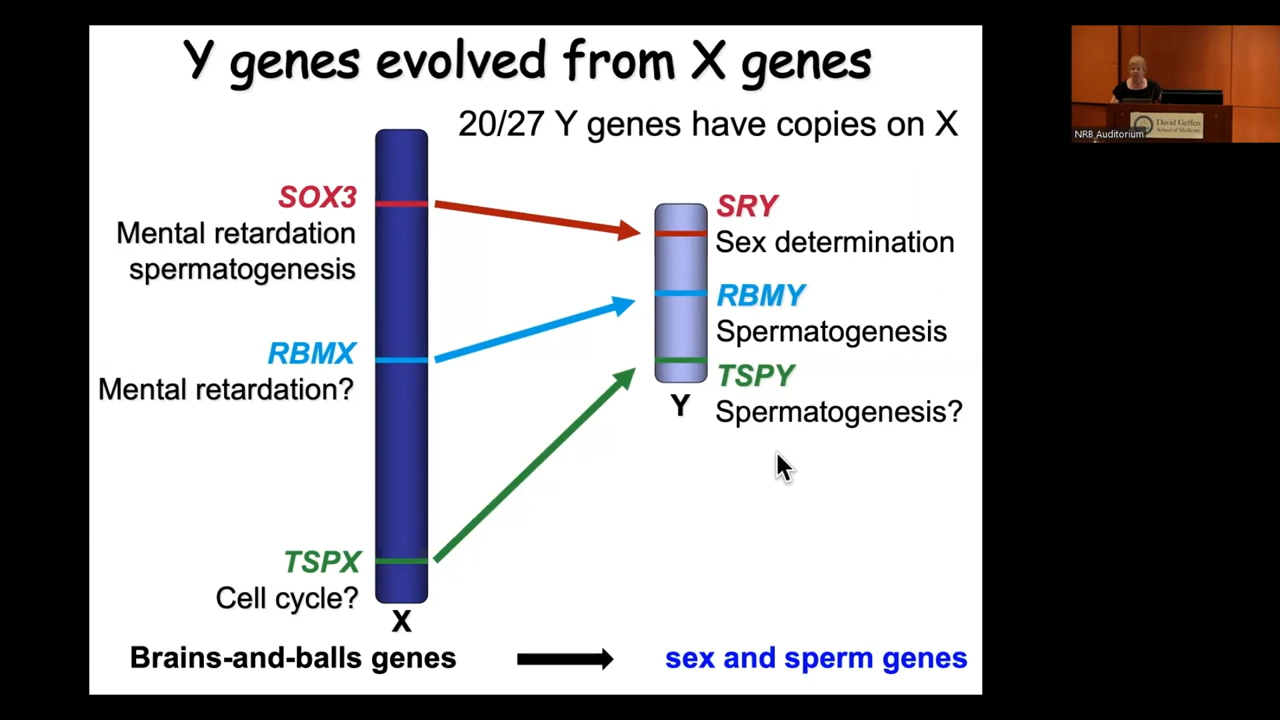 Y genes evolved from X genes
20/27 Y genes have copies on X
SOX3
Mental retardation
spermatogenesis
RBMX
Mental retardation?
TSPX
Cell cycle?
X
SRY
Sex determination
RBMY
Spermatogenesis
TSPY
Spermatogenesis?
Y
Brains-and-balls genes
sex and sperm genes
David Geffen
School of Medicine
NRB Auditorium